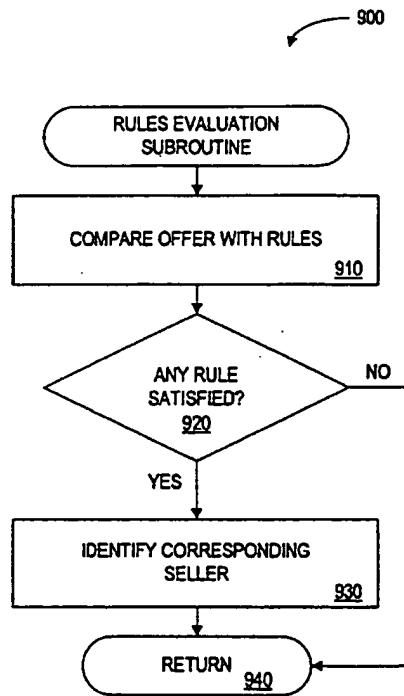 900
RULES EVALUATION
SUBROUTINE
COMPARE OFFER WITH RULES
910
ANY RULE
SATISFIED?
920
NO
YES
IDENTIFY CORRESPONDING
SELLER
930
RETURN
940